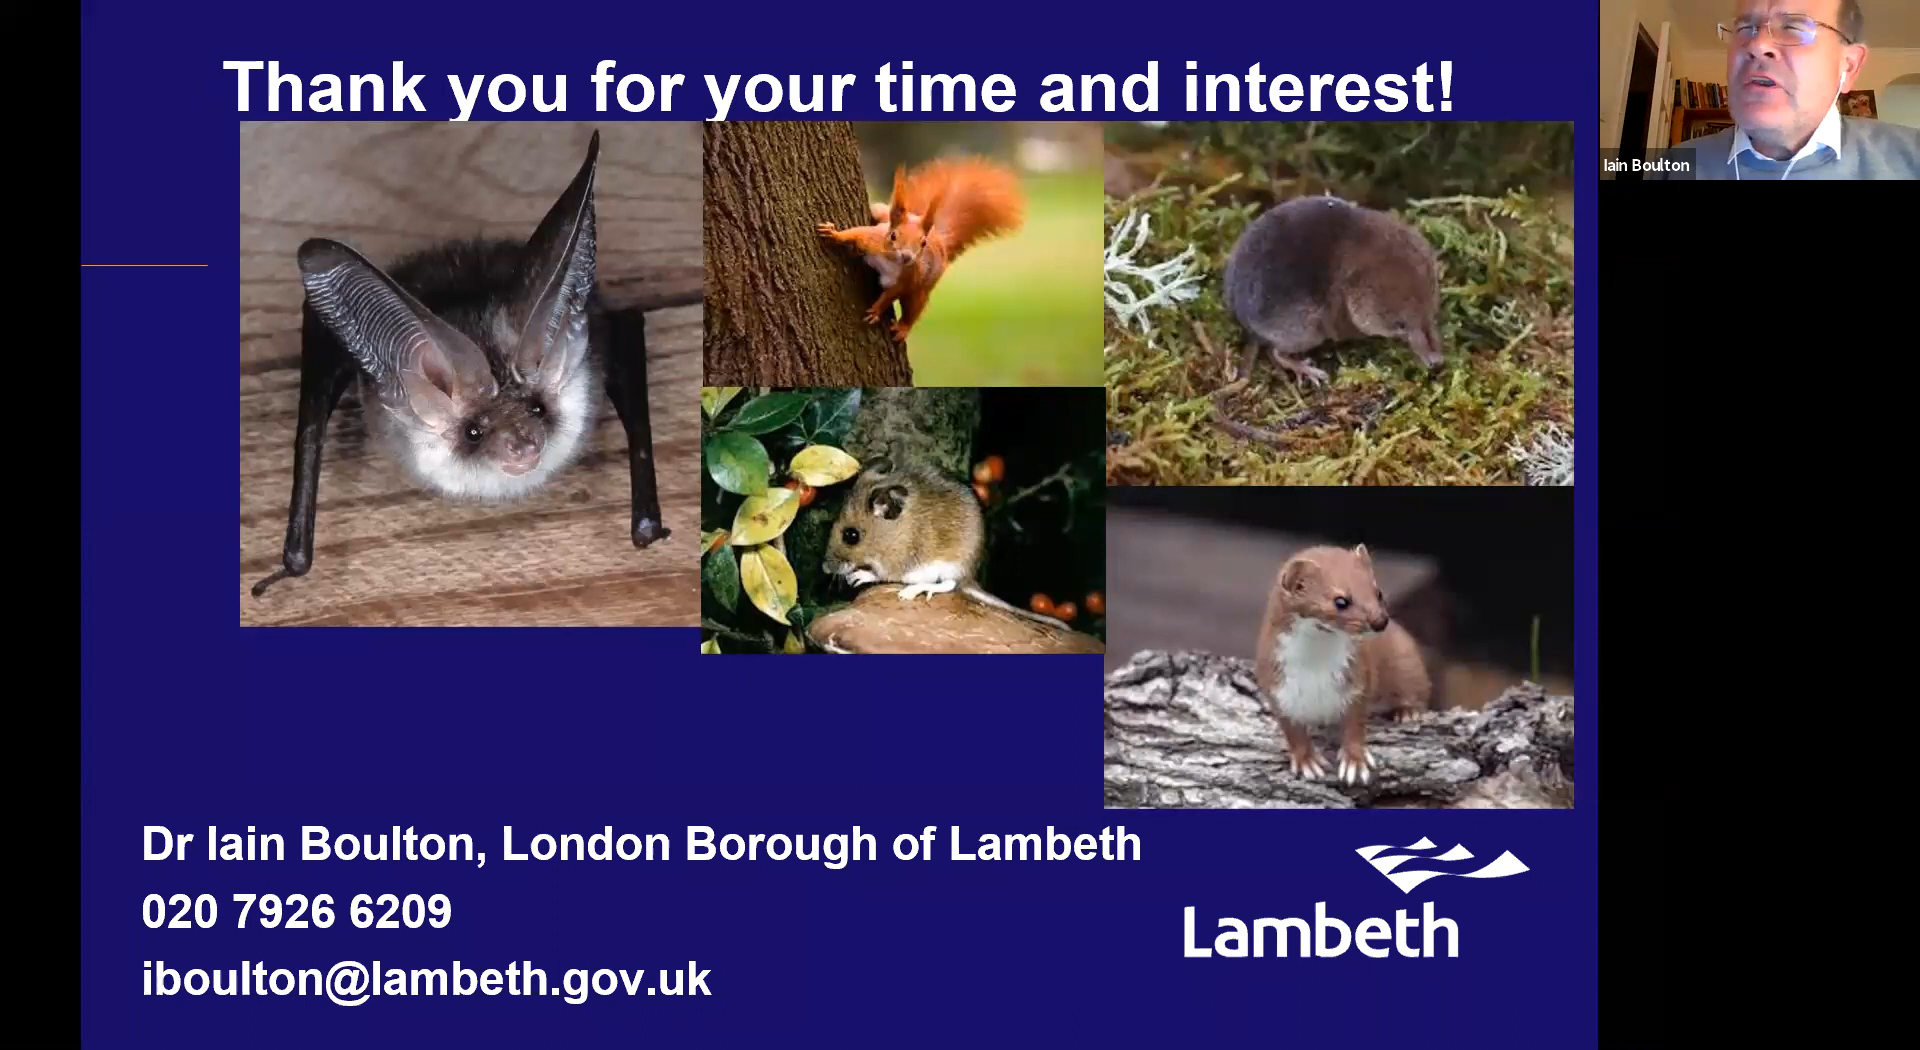 Thank you for your time and interest!
Iain Boulton
Dr Iain Boulton, London Borough of Lambeth
020 7926 6209
iboulton@lambeth.gov.uk
Lambeth